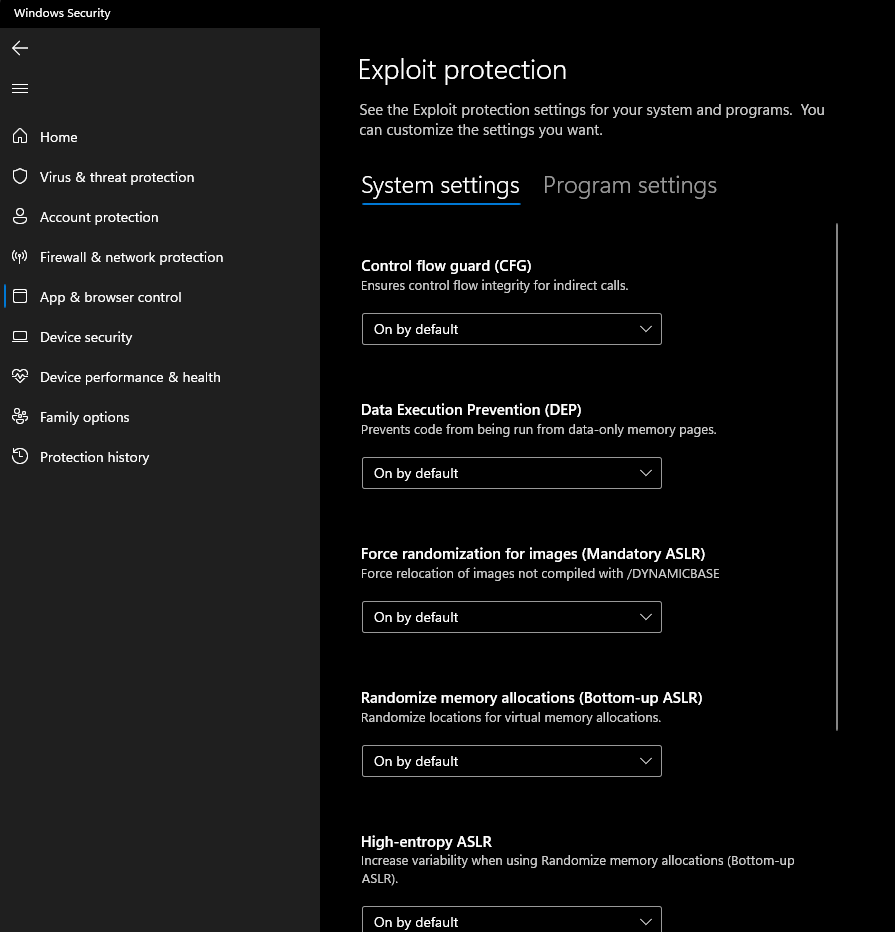 Windows Security
Home
Virus & threat protection
Account protection
Firewall & network protection
App & browser control
Device security
Device performance & health
Family options
Protection history
Exploit protection
See the Exploit protection settings for your system and programs.  You
can customize the settings you want.
System settings
Program settings
Control flow guard (CFG)
Ensures control flow integrity for indirect calls.
On by default
Data Execution Prevention (DEP)
Prevents code from being run from data-only memory pages.
On by default
Force randomization for images (Mandatory ASLR)
Force relocation of images not compiled with /DYNAMICBASE
On by default
Randomize memory allocations (Bottom-up ASLR)
Randomize locations for virtual memory allocations.
On by default
High-entropy ASLR
Increase variability when using Randomize memory allocations (Bottom-up
ASLR).
On by default